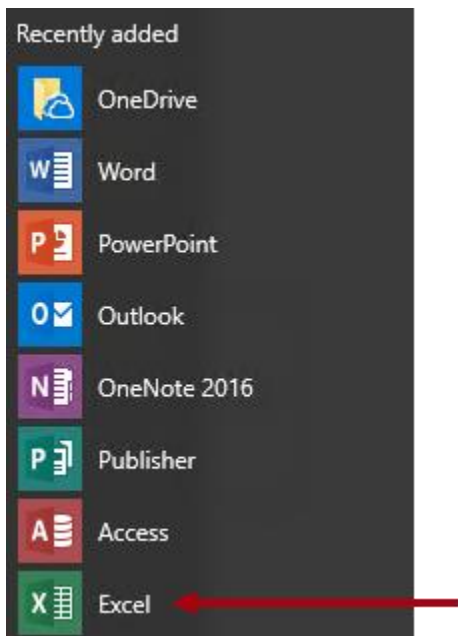 Recently added
OneDrive
W Word
P PowerPoint
O Outlook
N OneNote 2016
P Publisher
A Access
X Excel